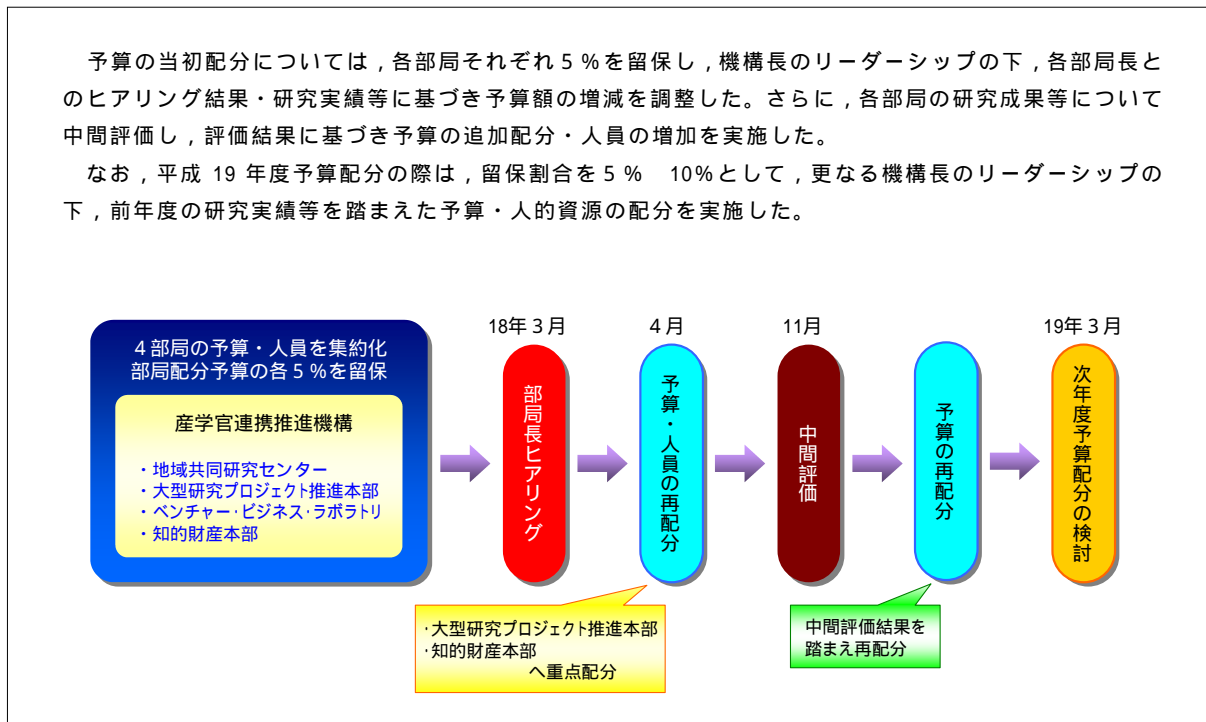 予算の当初配分については，各部局それぞれ５％を留保し，機構長のリーダーシップの下，各部局長と
のヒアリング結果・研究実績等に基づき予算額の増減を調整した。さらに，各部局の研究成果等について
中間評価し，評価結果に基づき予算の追加配分・人員の増加を実施した。
なお，平成 19 年度予算配分の際は，留保割合を５％　10％として，更なる機構長のリーダーシップの
下，前年度の研究実績等を踏まえた予算・人的資源の配分を実施した。
４部局の予算・人員を集約化
部局配分予算の各５％を留保
産学官連携推進機構
・地域共同研究センター
・大型研究プロジェクト推進本部
・ベンチャー・ビジネス・ラボラトリ
・知的財産本部
18年３月
部局長ヒアリング
４月
予算・人員の再配分
11月
中間評価
予算の再配分
19年３月
次年度予算配分の検討
・大型研究プロジェクト推進本部
・知的財産本部
へ重点配分
中間評価結果を
踏まえ再配分